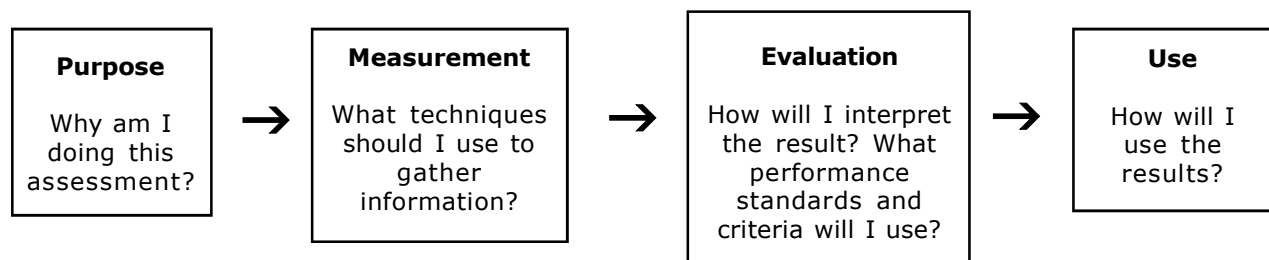 Purpose
Why am I
doing this
assessment?
→
Measurement
What techniques
should I use to
gather
information?
→
Evaluation
How will I interpret
the result? What
performance
standards and
criteria will I use?
→
Use
How will I
use the
results?